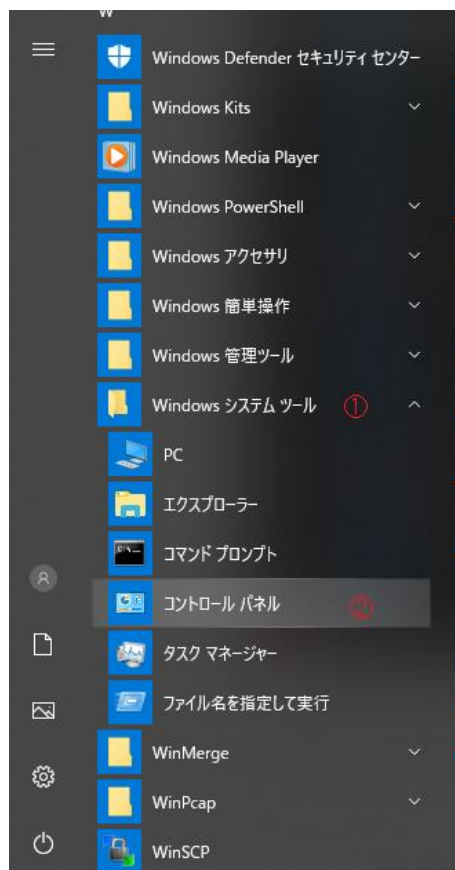 W
Windows Defender セキュリティ センター
Windows Kits
Windows Media Player
Windows PowerShell
Windows アクセサリ
Windows 簡単操作
Windows 管理ツール
Windows システム ツール ①
PC
エクスプローラー
コマンド プロンプト
コントロール パネル ②
タスク マネージャー
ファイル名を指定して実行
WinMerge
WinPcap
WinSCP